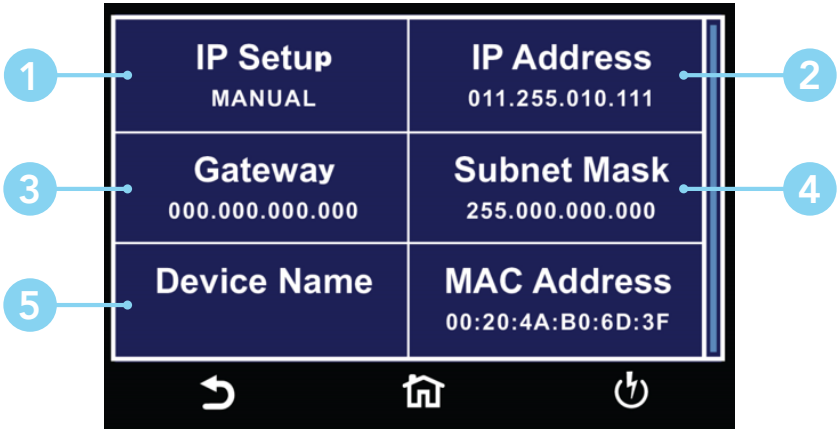 1
IP Setup
MANUAL
IP Address
011.255.010.111
2
3
Gateway
000.000.000.000
Subnet Mask
255.000.000.000
4
5
Device Name
MAC Address
00:20:4A:B0:6D:3F